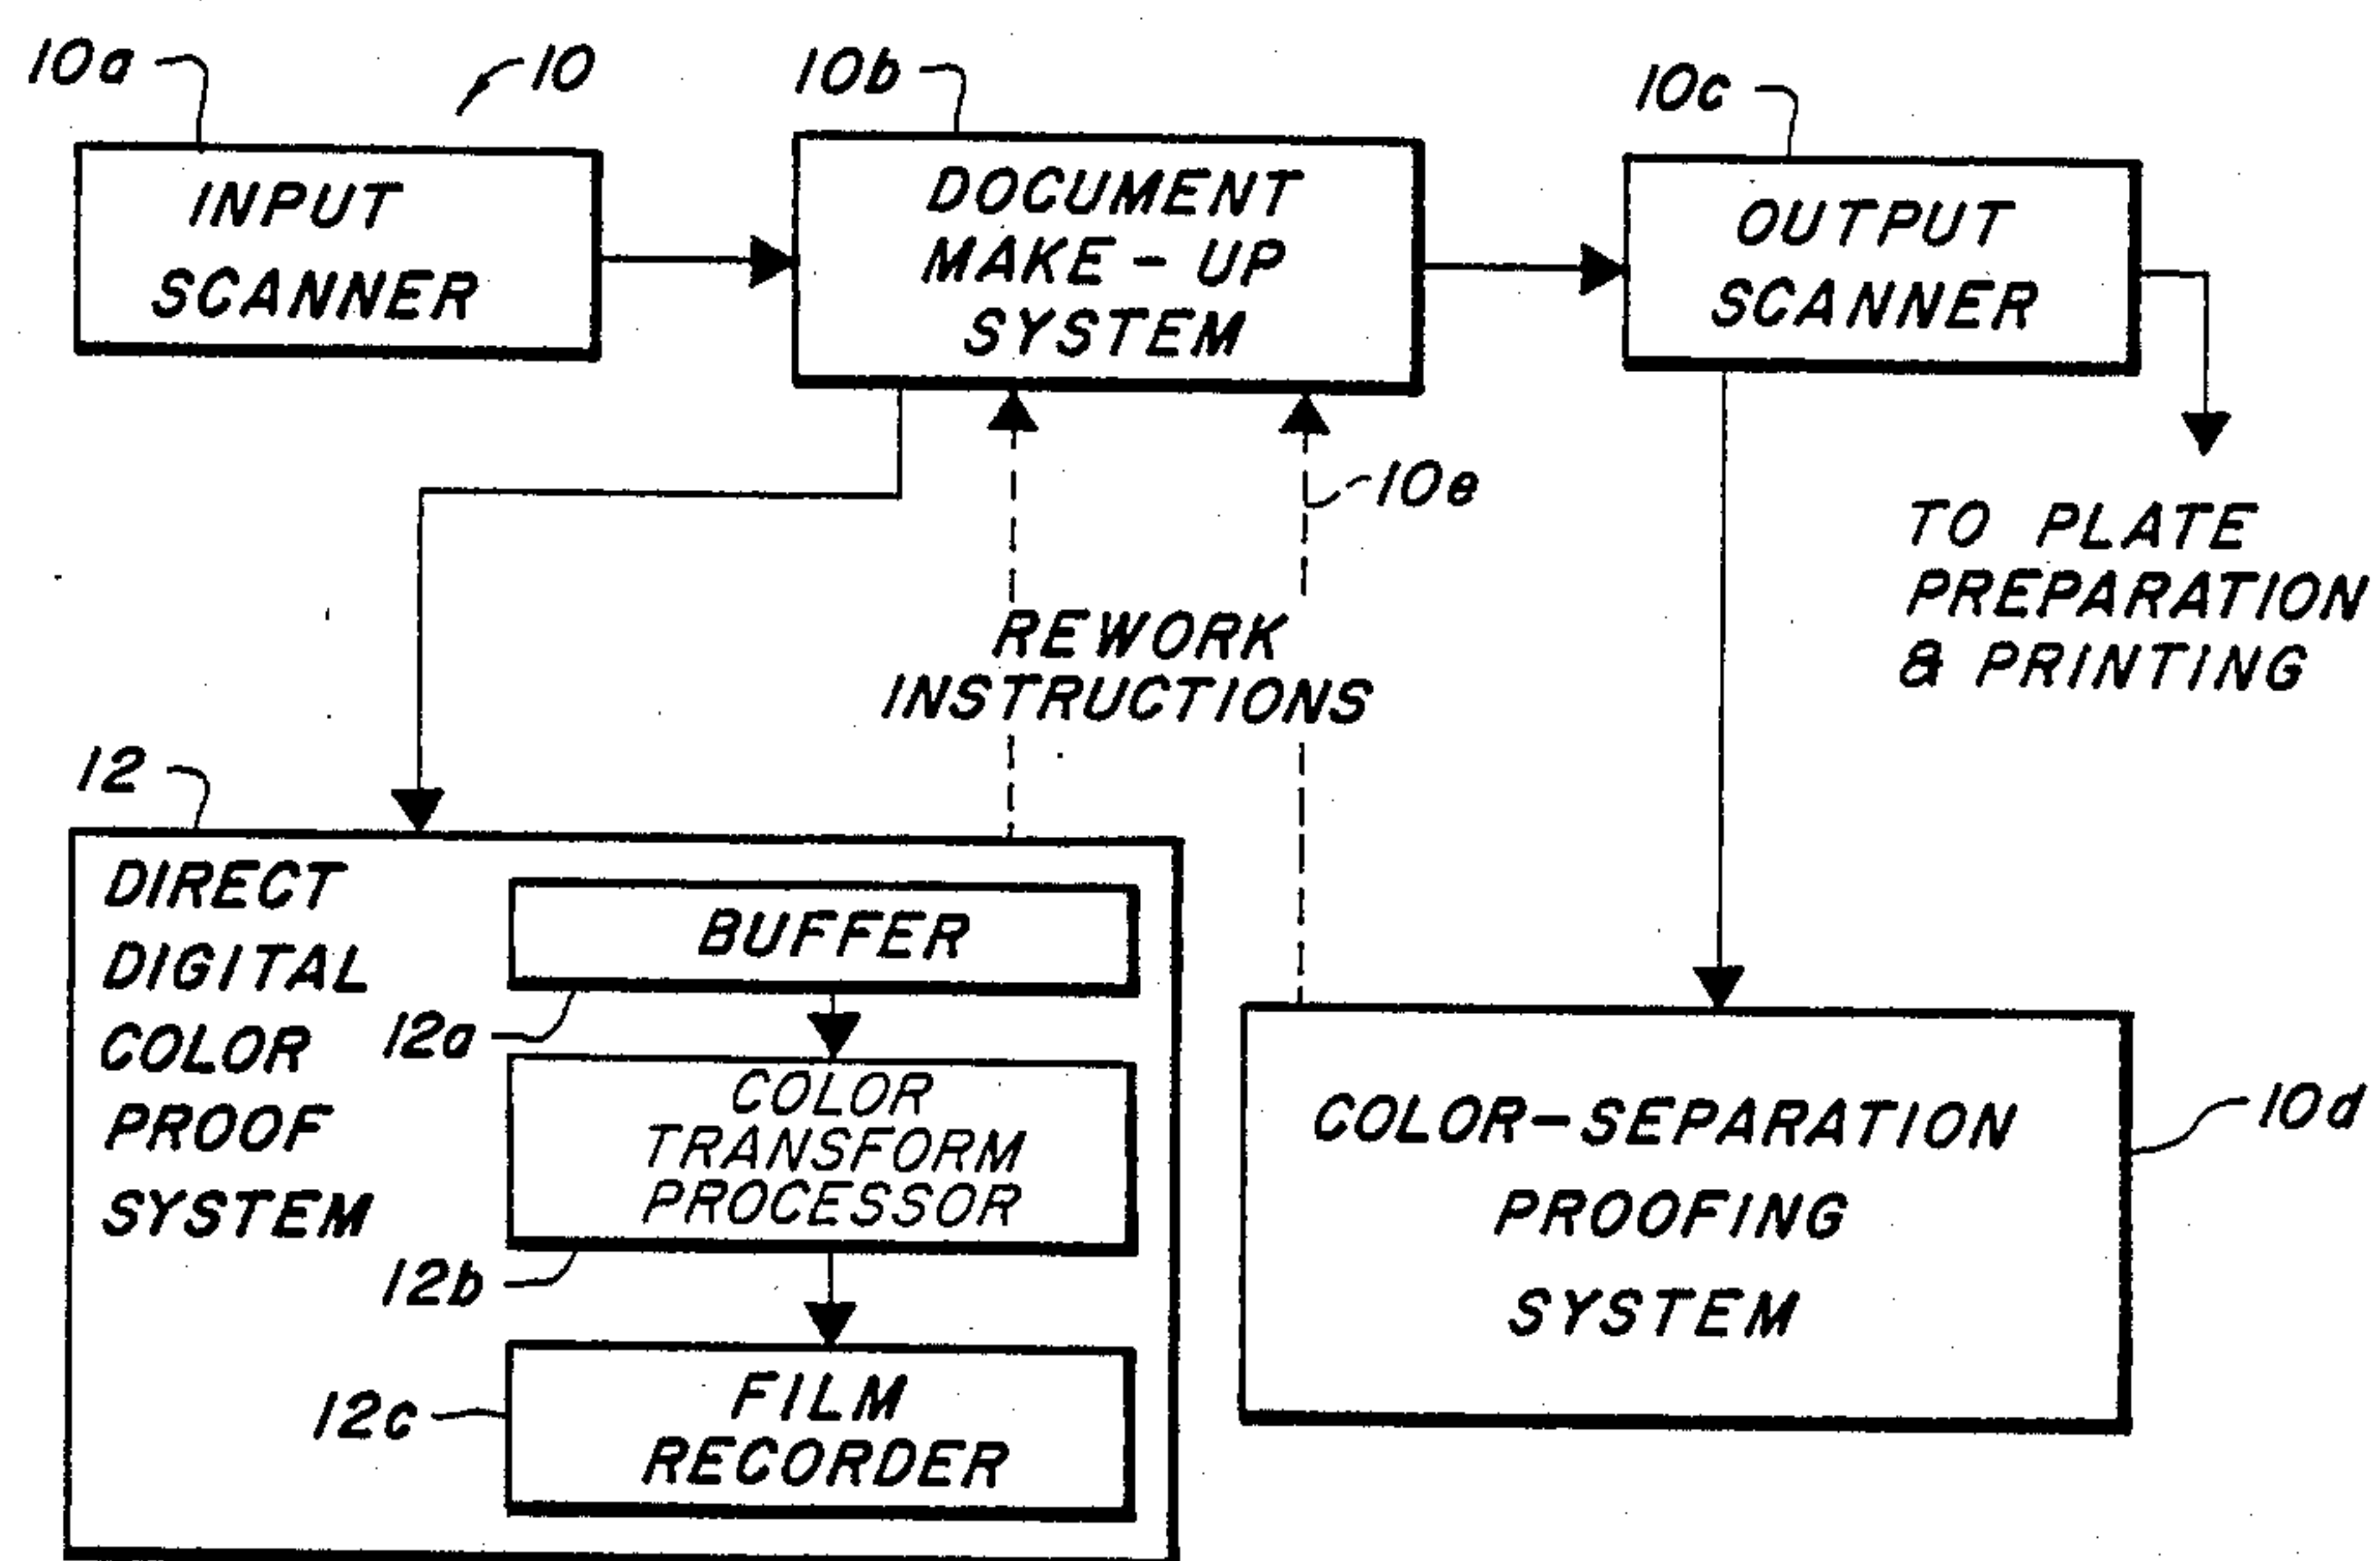 10a
10
10b
10c
INPUT
SCANNER
DOCUMENT
MAKE-UP
SYSTEM
OUTPUT
SCANNER
10e
TO PLATE
PREPARATION
& PRINTING
REWORK
INSTRUCTIONS
12
DIRECT
DIGITAL
COLOR
PROOF
SYSTEM
BUFFER
12a
COLOR
TRANSFORM
PROCESSOR
12b
FILM
RECORDER
12c
COLOR-SEPARATION
PROOFING
SYSTEM
10d